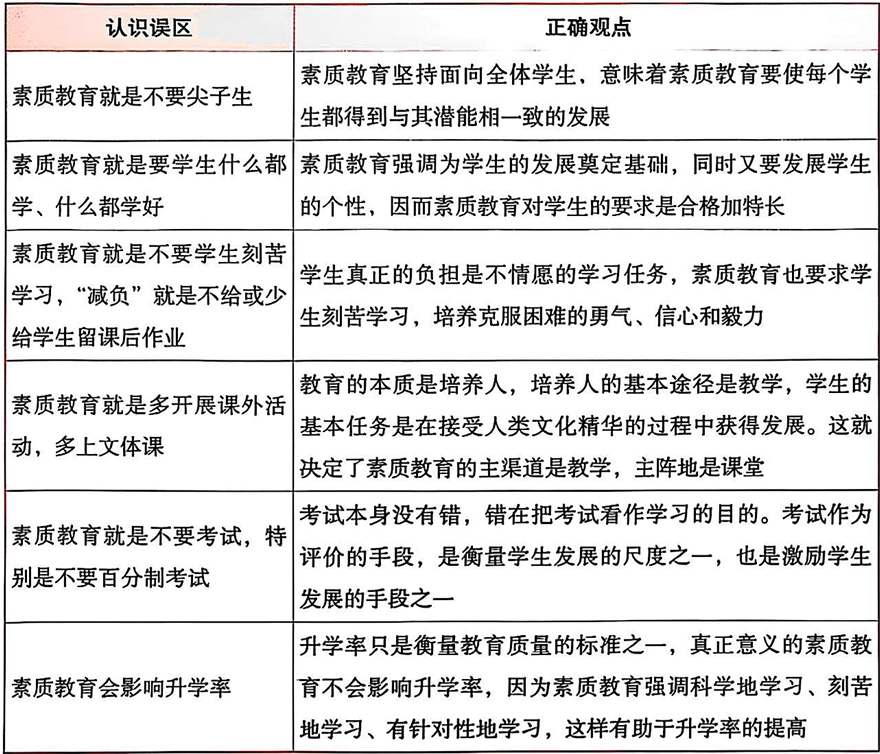 认识误区
正确观点
素质教育就是不要尖子生
素质教育坚持面向全体学生，意味着素质教育要使每个学
生都得到与其潜能相一致的发展
素质教育就是要学生什么都
学、什么都学好
素质教育强调为学生的发展奠定基础，同时又要发展学生
的个性，因而素质教育对学生的要求是合格加特长
素质教育就是不要学生刻苦
学习，“减负”就是不给或少
给学生留课后作业
学生真正的负担是不情愿的学习任务，素质教育也要求学
生刻苦学习，培养克服困难的勇气、信心和毅力
素质教育就是多开展课外活
动，多上文体课
教育的本质是培养人，培养人的基本途径是教学，学生的
基本任务是在接受人类文化精华的过程中获得发展。这就
决定了素质教育的主渠道是教学，主阵地是课堂
素质教育就是不要考试，特
别是不要百分制考试
考试本身没有错，错在把考试看作学习的目的。考试作为
评价的手段，是衡量学生发展的尺度之一，也是激励学生
发展的手段之一
素质教育会影响升学率
升学率只是衡量教育质量的标准之一，真正意义的素质教
育不会影响升学率，因为素质教育强调科学地学习、刻苦
地学习、有针对性地学习，这样有助于升学率的提高